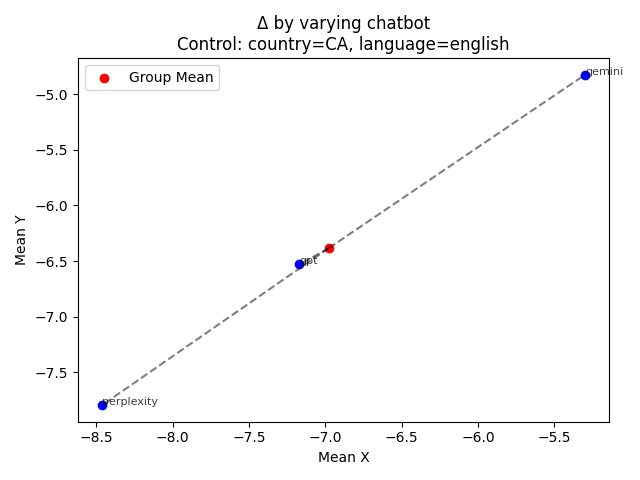 Δ by varying chatbot
Control: country=CA, language=english
Group Mean
gemini
gpt
perplexity
Mean Y
−5.0
−5.5
−6.0
−6.5
−7.0
−7.5
−8.5
−8.0
−7.5
−7.0
−6.5
−6.0
−5.5
Mean X